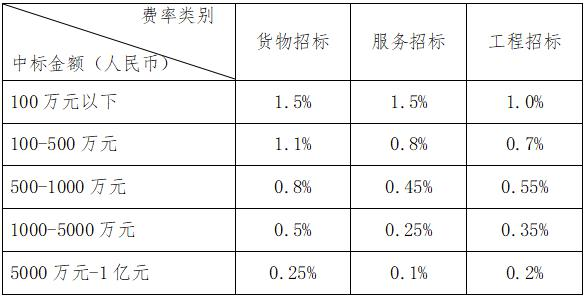 费率类别
中标金额（人民币）
货物招标 服务招标 工程招标
100 万元以下 1.5% 1.5% 1.0%
100-500 万元 1.1% 0.8% 0.7%
500-1000 万元 0.8% 0.45% 0.55%
1000-5000 万元 0.5% 0.25% 0.35%
5000 万元-1 亿元 0.25% 0.1% 0.2%